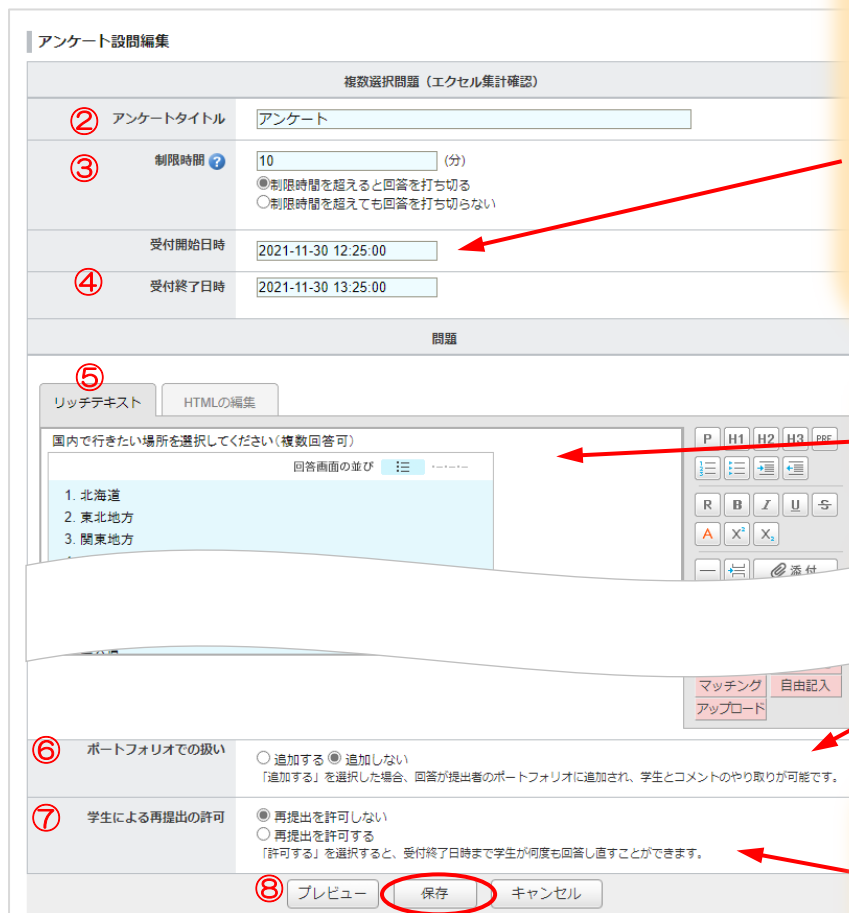 アンケート設問編集
複数選択問題（エクセル集計確認）
② アンケートタイトル アンケート
③ 制限時間 ? 10 (分)
制限時間を超えると回答を打ち切る
制限時間を超えても回答を打ち切らない
受付開始日時 2021-11-30 12:25:00
④ 受付終了日時 2021-11-30 13:25:00
問題
⑤
リッチテキスト HTMLの編集
国内で行きたい場所を選択してください（複数回答可）
回答画面の並び
1. 北海道
2. 東北地方
3. 関東地方
P H1 H2 H3 PRE
R B I U S
A X² X₂
添付
マッチング 自由記入
アップロード
⑥ ポートフォリオでの扱い 追加する 追加しない
「追加する」を選択した場合、回答が提出者のポートフォリオに追加され、学生とコメントのやり取りが可能です。
⑦ 学生による再提出の許可 再提出を許可しない
再提出を許可する
「許可する」を選択すると、受付終了日時まで学生が何度も回答し直すことができます。
⑧ プレビュー 保存 キャンセル